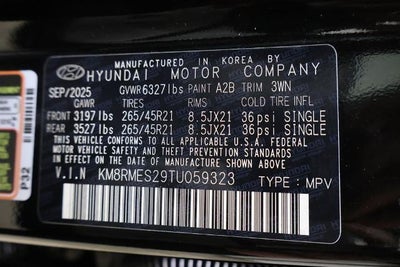 MANUFACTURED IN KOREA BY
HYUNDAI MOTOR COMPANY
SEP/2025 GVWR 6327 lbs PAINT A2B TRIM 3WN
GAWR TIRES RIMS COLD TIRE INFL
FRONT 3197 lbs 265/45R21 8.5JX21 36psi SINGLE
REAR 3527 lbs 265/45R21 8.5JX21 36psi SINGLE
THIS VEHICLE CONFORMS TO ALL APPLICABLE U.S.A. FEDERAL
MOTOR VEHICLE SAFETY, BUMPER, AND THEFT
PREVENTION STANDARDS IN EFFECT ON THE DATE OF
MANUFACTURE SHOWN ABOVE.
V.I.N KM8RMES29TU059323 TYPE: MPV
P32